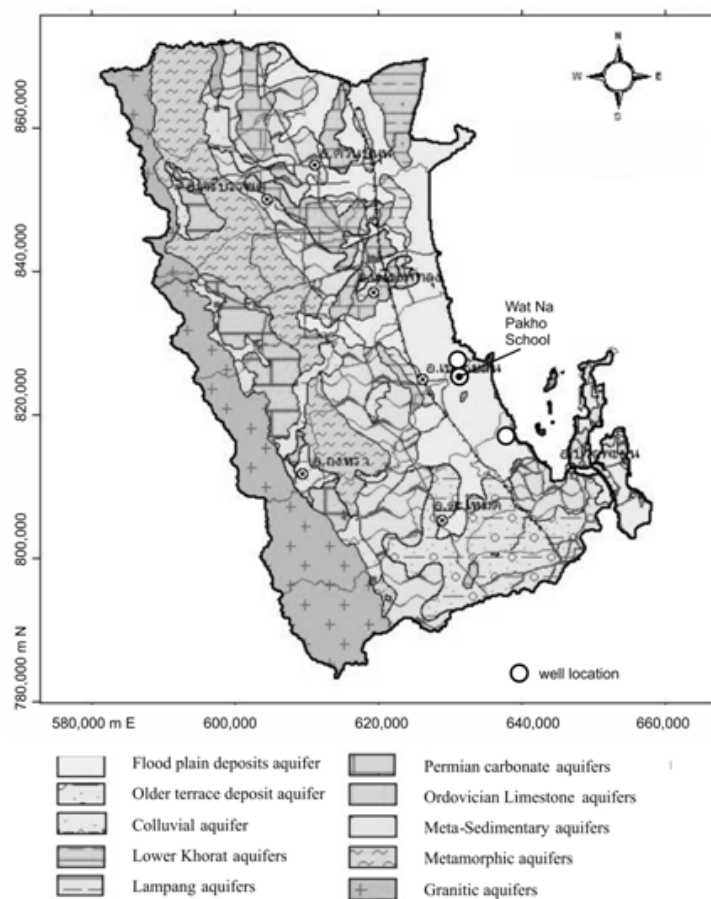 N
W E
S
860,000
840,000
820,000
800,000
780,000 m N
Wat Na
Pakho
School
well location
580,000 m E 600,000 620,000 640,000 660,000
Flood plain deposits aquifer
Older terrace deposit aquifer
Colluvial aquifer
Lower Khorat aquifers
Lampang aquifers
Permian carbonate aquifers
Ordovician Limestone aquifers
Meta-Sedimentary aquifers
Metamorphic aquifers
Granitic aquifers